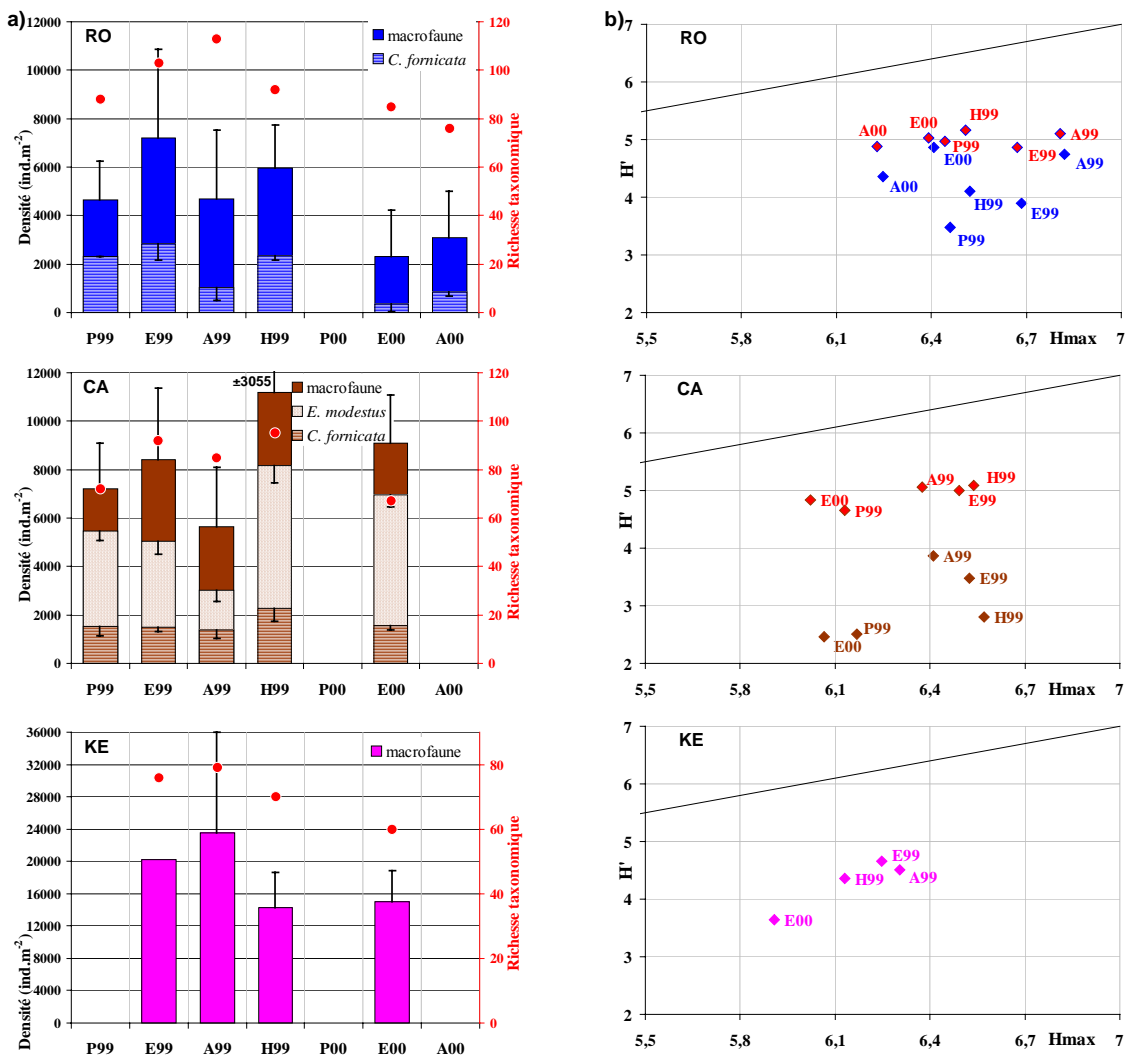 a)
RO
12000
10000
8000
6000
4000
2000
0
Densité (ind.m-2)
120
100
80
60
40
20
0
Richesse taxonomique
macrofaune
C. fornicata
P99 E99 A99 H99 P00 E00 A00
CA
12000
10000
8000
6000
4000
2000
0
Densité (ind.m-2)
±3055
120
100
80
60
40
20
0
Richesse taxonomique
macrofaune
E. modestus
C. fornicata
P99 E99 A99 H99 P00 E00 A00
KE
36000
32000
28000
24000
20000
16000
12000
8000
4000
0
Densité (ind.m-2)
80
60
40
20
0
Richesse taxonomique
macrofaune
P99 E99 A99 H99 P00 E00 A00
b)
RO
7
6
5
4
3
2
H'
A00
E00
H99
P99
E99
A99
E00
A00
A99
H99
E99
P99
5,5 5,8 6,1 6,4 6,7 Hmax 7
CA
7
6
5
4
3
2
H'
A99
H99
E00
P99
E99
A99
E99
P99
H99
E00
5,5 5,8 6,1 6,4 6,7 Hmax 7
KE
7
6
5
4
3
2
H'
E99
H99
A99
E00
5,5 5,8 6,1 6,4 6,7 Hmax 7